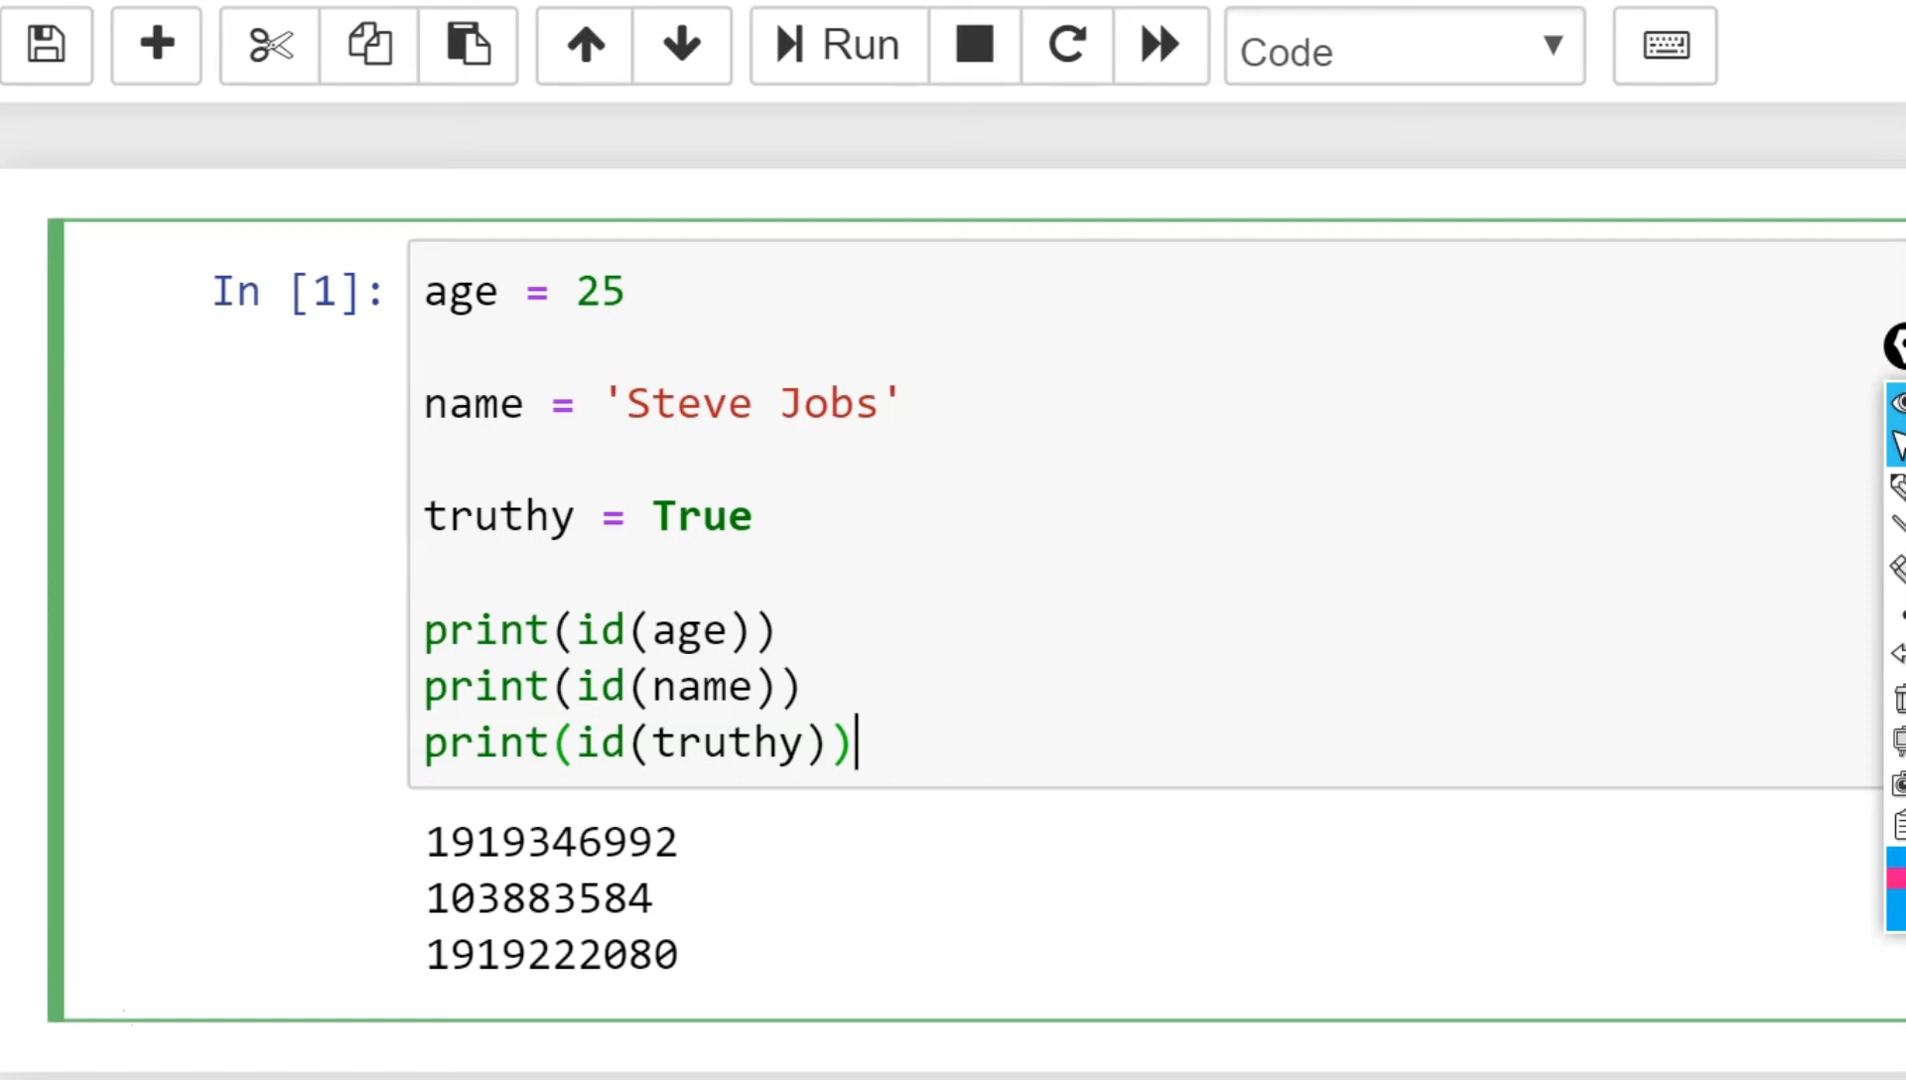 Run
Code
In [1]:
age = 25
name = 'Steve Jobs'
truthy = True
print(id(age))
print(id(name))
print(id(truthy))
1919346992
103883584
1919222080